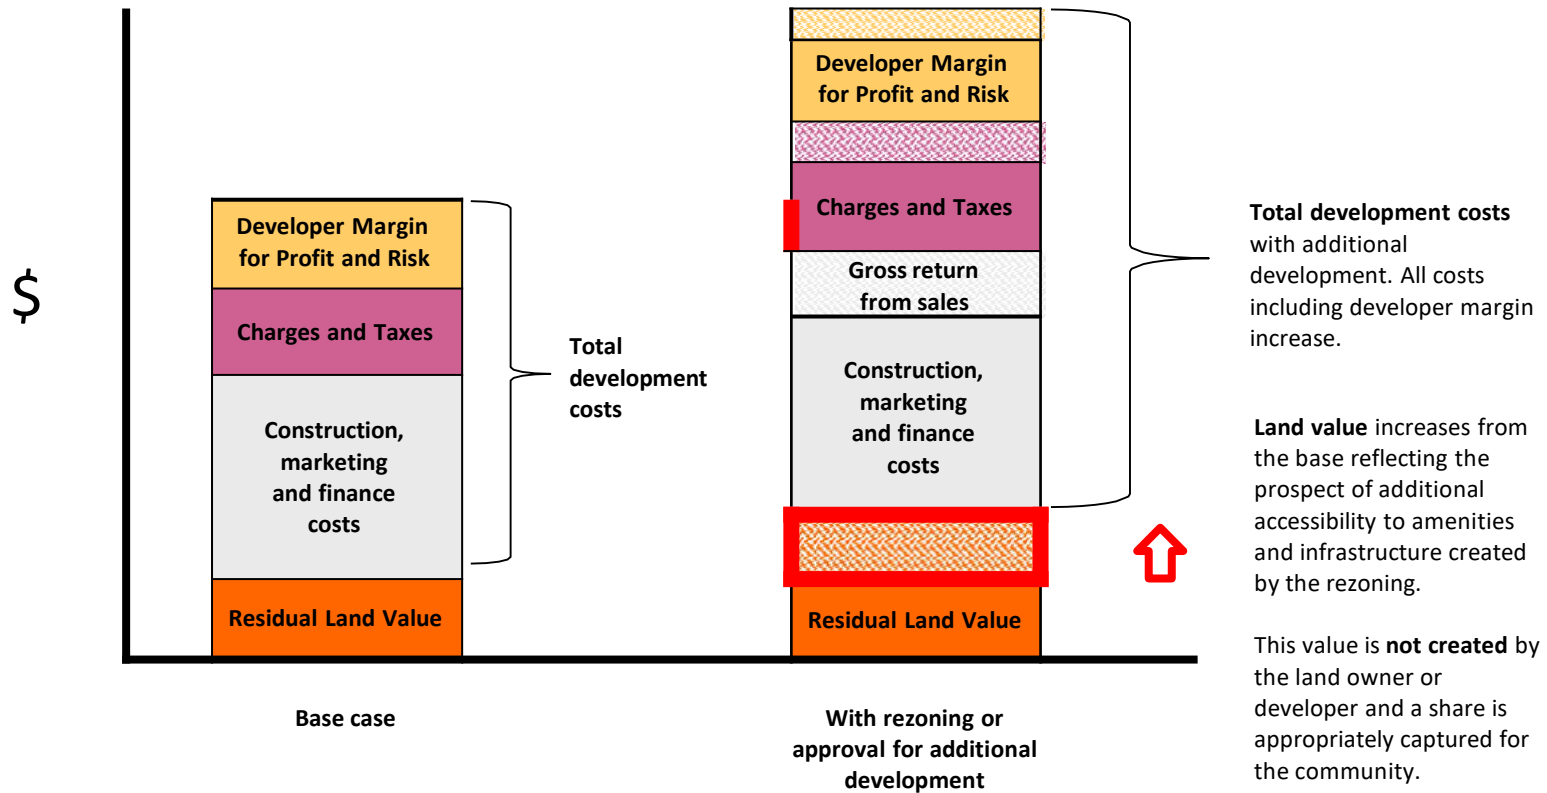 $
Developer Margin
for Profit and Risk
Charges and Taxes
Construction,
marketing
and finance
costs
Residual Land Value
Total
development
costs
Base case
Developer Margin
for Profit and Risk
Charges and Taxes
Gross return
from sales
Construction,
marketing
and finance
costs
Residual Land Value
With rezoning or
approval for additional
development
Total development costs
with additional
development. All costs
including developer margin
increase.
Land value increases from
the base reflecting the
prospect of additional
accessibility to amenities
and infrastructure created
by the rezoning.
This value is not created by
the land owner or
developer and a share is
appropriately captured for
the community.